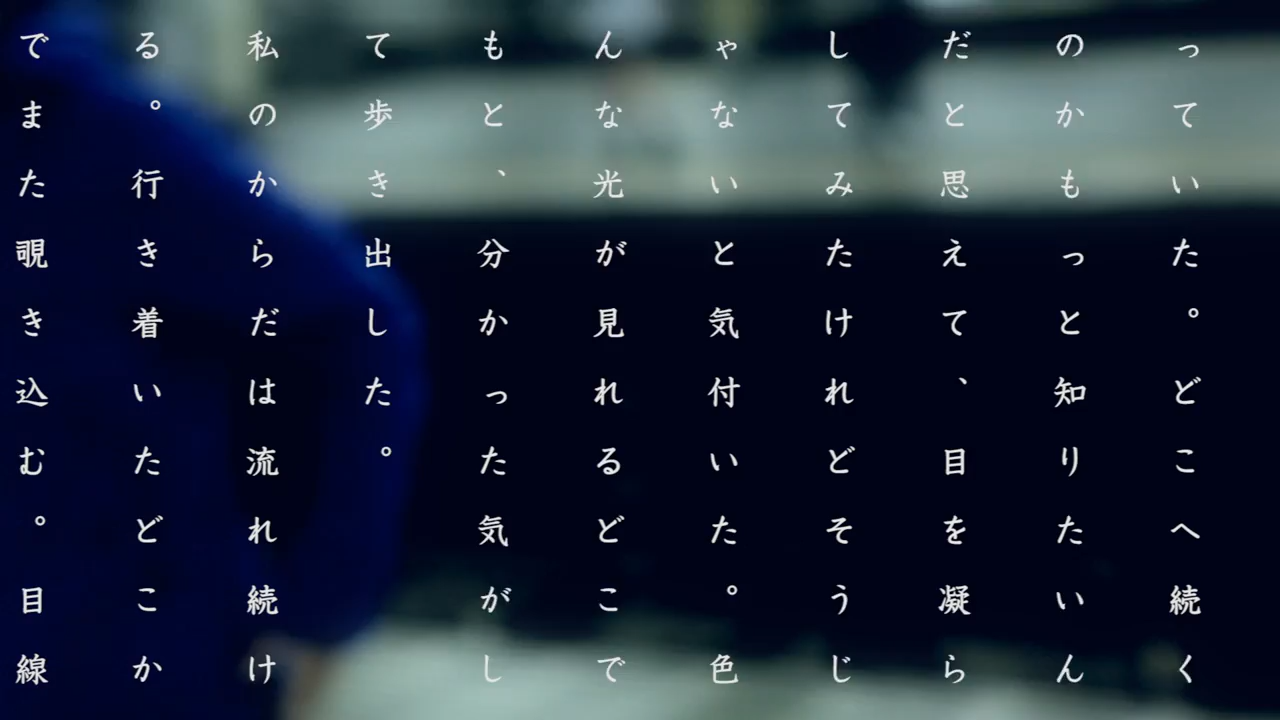 っていた。どこへ続く
のかもっと知りたいん
だと思えて、目を凝ら
してみたけれどそうじ
ゃないと気付いた。色
んな光が見れるどこで
もと、分かった気がし
て歩き出した。
私のからだは流れ続け
る。行き着いたどこか
でまた覗き込む。目線